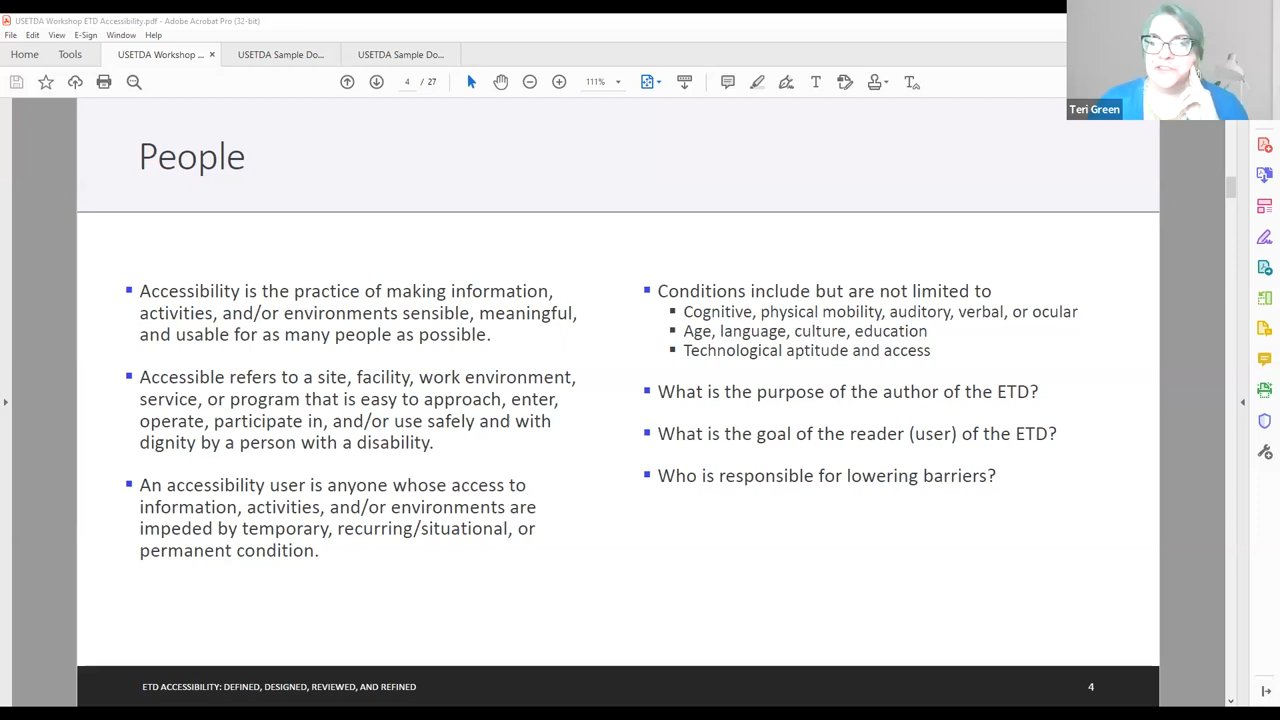 USETDA Workshop ETD Accessibility.pdf - Adobe Acrobat Pro (32-bit)
File Edit View E-Sign Window Help
Home Tools USETDA Workshop ... × USETDA Sample Do... USETDA Sample Do...
4 / 27 111%
Teri Green
People
Accessibility is the practice of making information,
activities, and/or environments sensible, meaningful,
and usable for as many people as possible.
Accessible refers to a site, facility, work environment,
service, or program that is easy to approach, enter,
operate, participate in, and/or use safely and with
dignity by a person with a disability.
An accessibility user is anyone whose access to
information, activities, and/or environments are
impeded by temporary, recurring/situational, or
permanent condition.
Conditions include but are not limited to
Cognitive, physical mobility, auditory, verbal, or ocular
Age, language, culture, education
Technological aptitude and access
What is the purpose of the author of the ETD?
What is the goal of the reader (user) of the ETD?
Who is responsible for lowering barriers?
ETD ACCESSIBILITY: DEFINED, DESIGNED, REVIEWED, AND REFINED
4